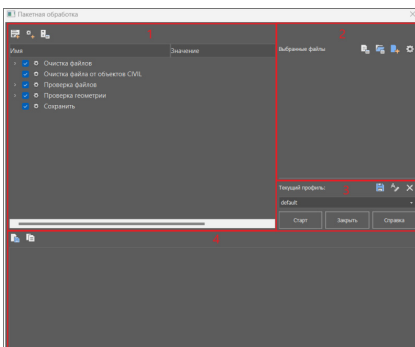 Пакетная обработка
1
Имя Значение
Очистка файлов
Очистка файла от объектов CIVIL
Проверка файлов
Проверка геометрии
Сохранить
2
Выбранные файлы
Текущий профиль:
3
default
Старт Закрыть Справка
4